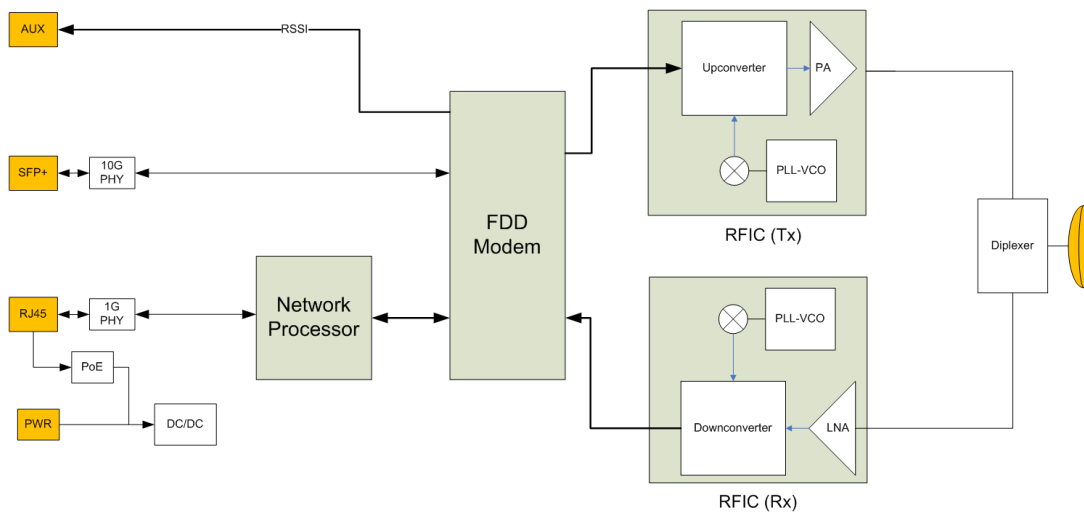 AUX
RSSI
SFP+
10G
PHY
RJ45
1G
PHY
PoE
PWR
DC/DC
Network
Processor
FDD
Modem
Upconverter
PA
PLL-VCO
RFIC (Tx)
Diplexer
PLL-VCO
Downconverter
LNA
RFIC (Rx)